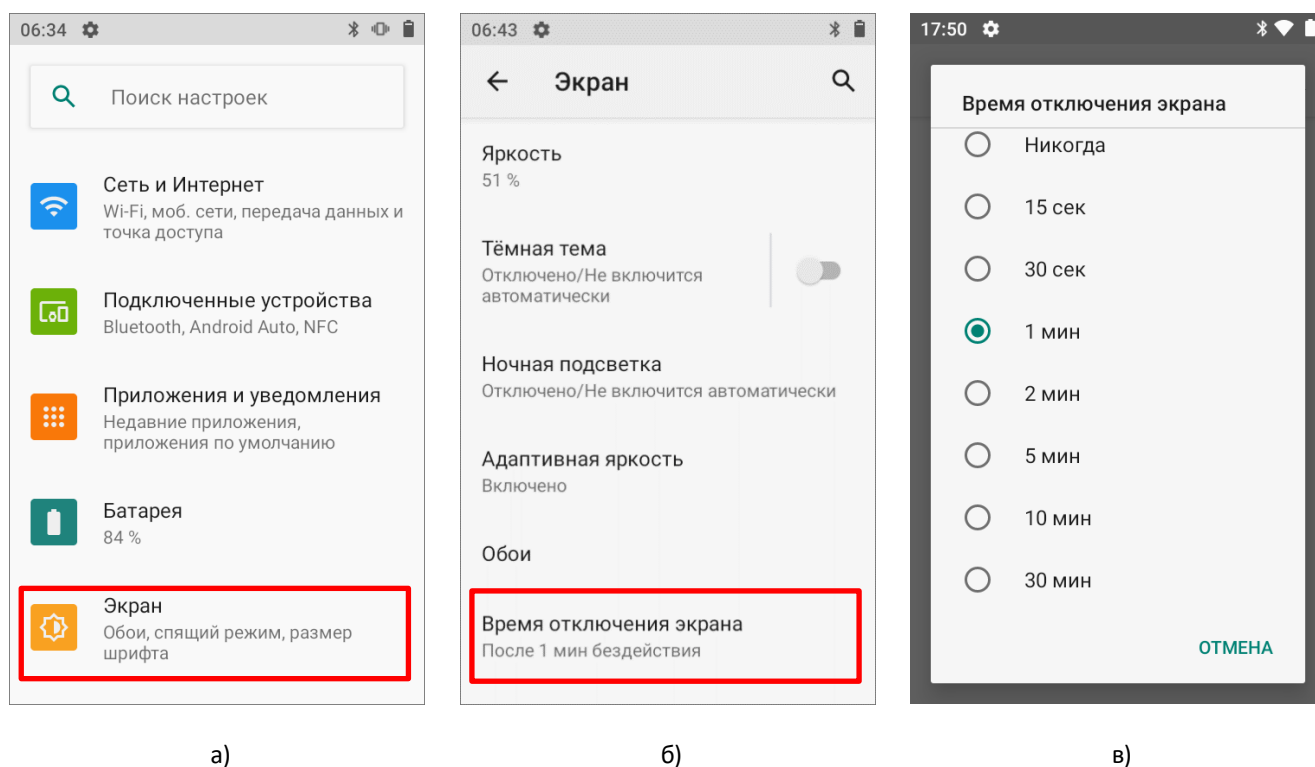 06:34
Поиск настроек
Сеть и Интернет
Wi-Fi, моб. сети, передача данных и
точка доступа
Подключенные устройства
Bluetooth, Android Auto, NFC
Приложения и уведомления
Недавние приложения,
приложения по умолчанию
Батарея
84 %
Экран
Обои, спящий режим, размер
шрифта
а)
06:43
Экран
Яркость
51 %
Тёмная тема
Отключено/Не включится
автоматически
Ночная подсветка
Отключено/Не включится автоматически
Адаптивная яркость
Включено
Обои
Время отключения экрана
После 1 мин бездействия
б)
17:50
Время отключения экрана
Никогда
15 сек
30 сек
1 мин
2 мин
5 мин
10 мин
30 мин
ОТМЕНА
в)